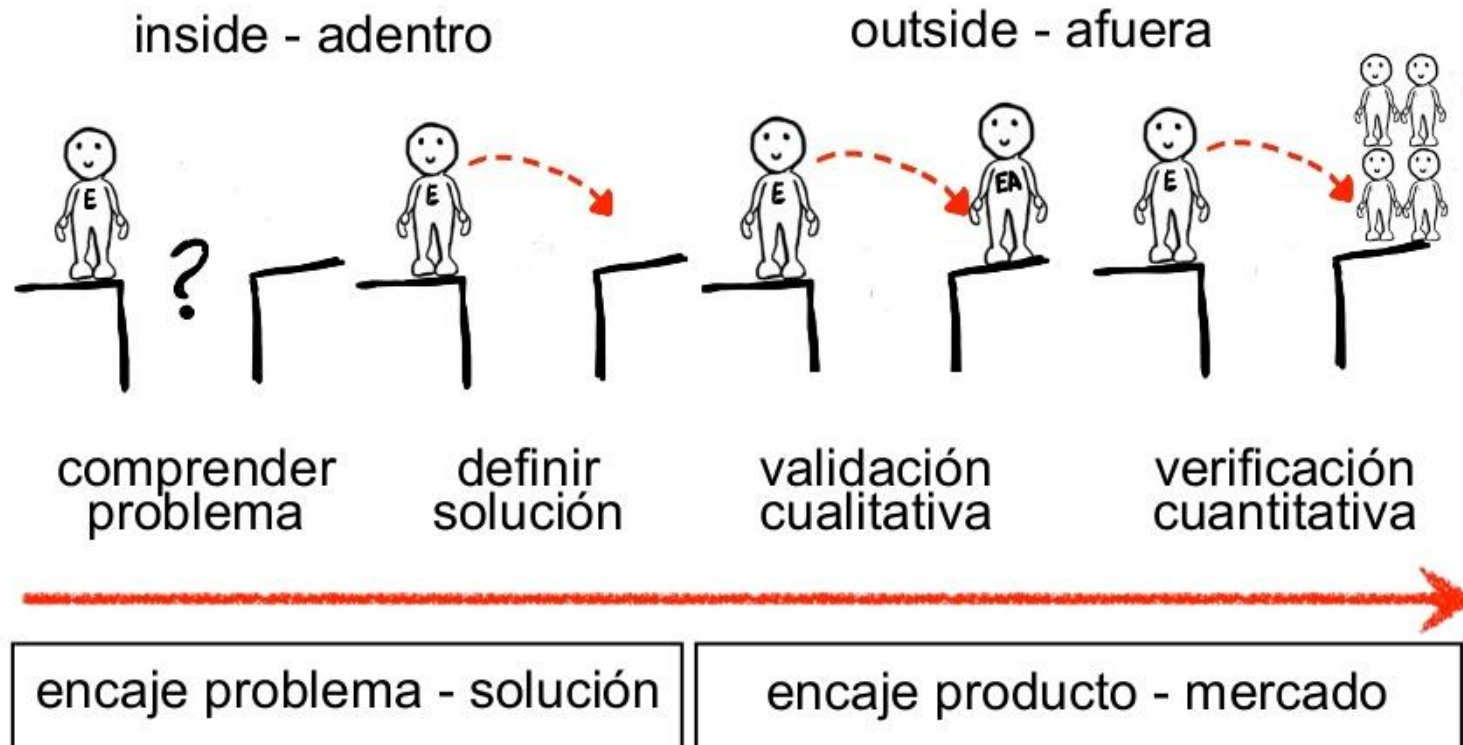 inside - adentro
outside - afuera
E
?
E
E
EA
E
comprender
problema
definir
solución
validación
cualitativa
verificación
cuantitativa
encaje problema - solución
encaje producto - mercado